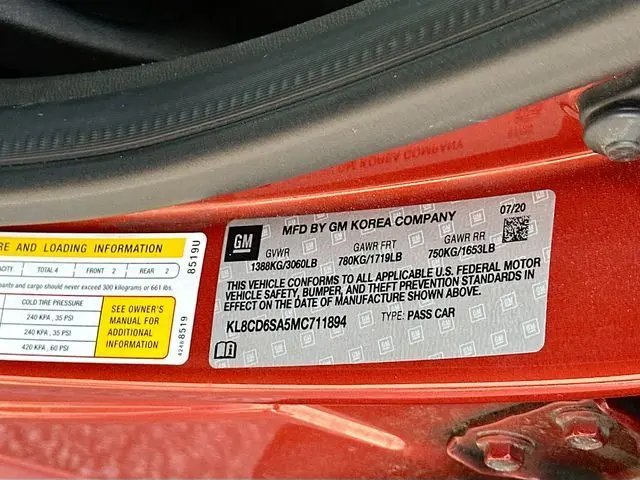 RE AND LOADING INFORMATION
ACITY TOTAL 4 FRONT 2 REAR 2
pants and cargo should never exceed 300 kilograms or 661 lbs.
COLD TIRE PRESSURE
240 KPA , 35 PSI
240 KPA , 35 PSI
420 KPA , 60 PSI
SEE OWNER'S
MANUAL FOR
ADDITIONAL
INFORMATION
8519U
42468519
GM
MFD BY GM KOREA COMPANY
07/20
GVWR
1388KG/3060LB
GAWR FRT
780KG/1719LB
GAWR RR
750KG/1653LB
THIS VEHICLE CONFORMS TO ALL APPLICABLE U.S. FEDERAL MOTOR
VEHICLE SAFETY, BUMPER, AND THEFT PREVENTION STANDARDS IN
EFFECT ON THE DATE OF MANUFACTURE SHOWN ABOVE.
KL8CD6SA5MC711894
TYPE: PASS CAR